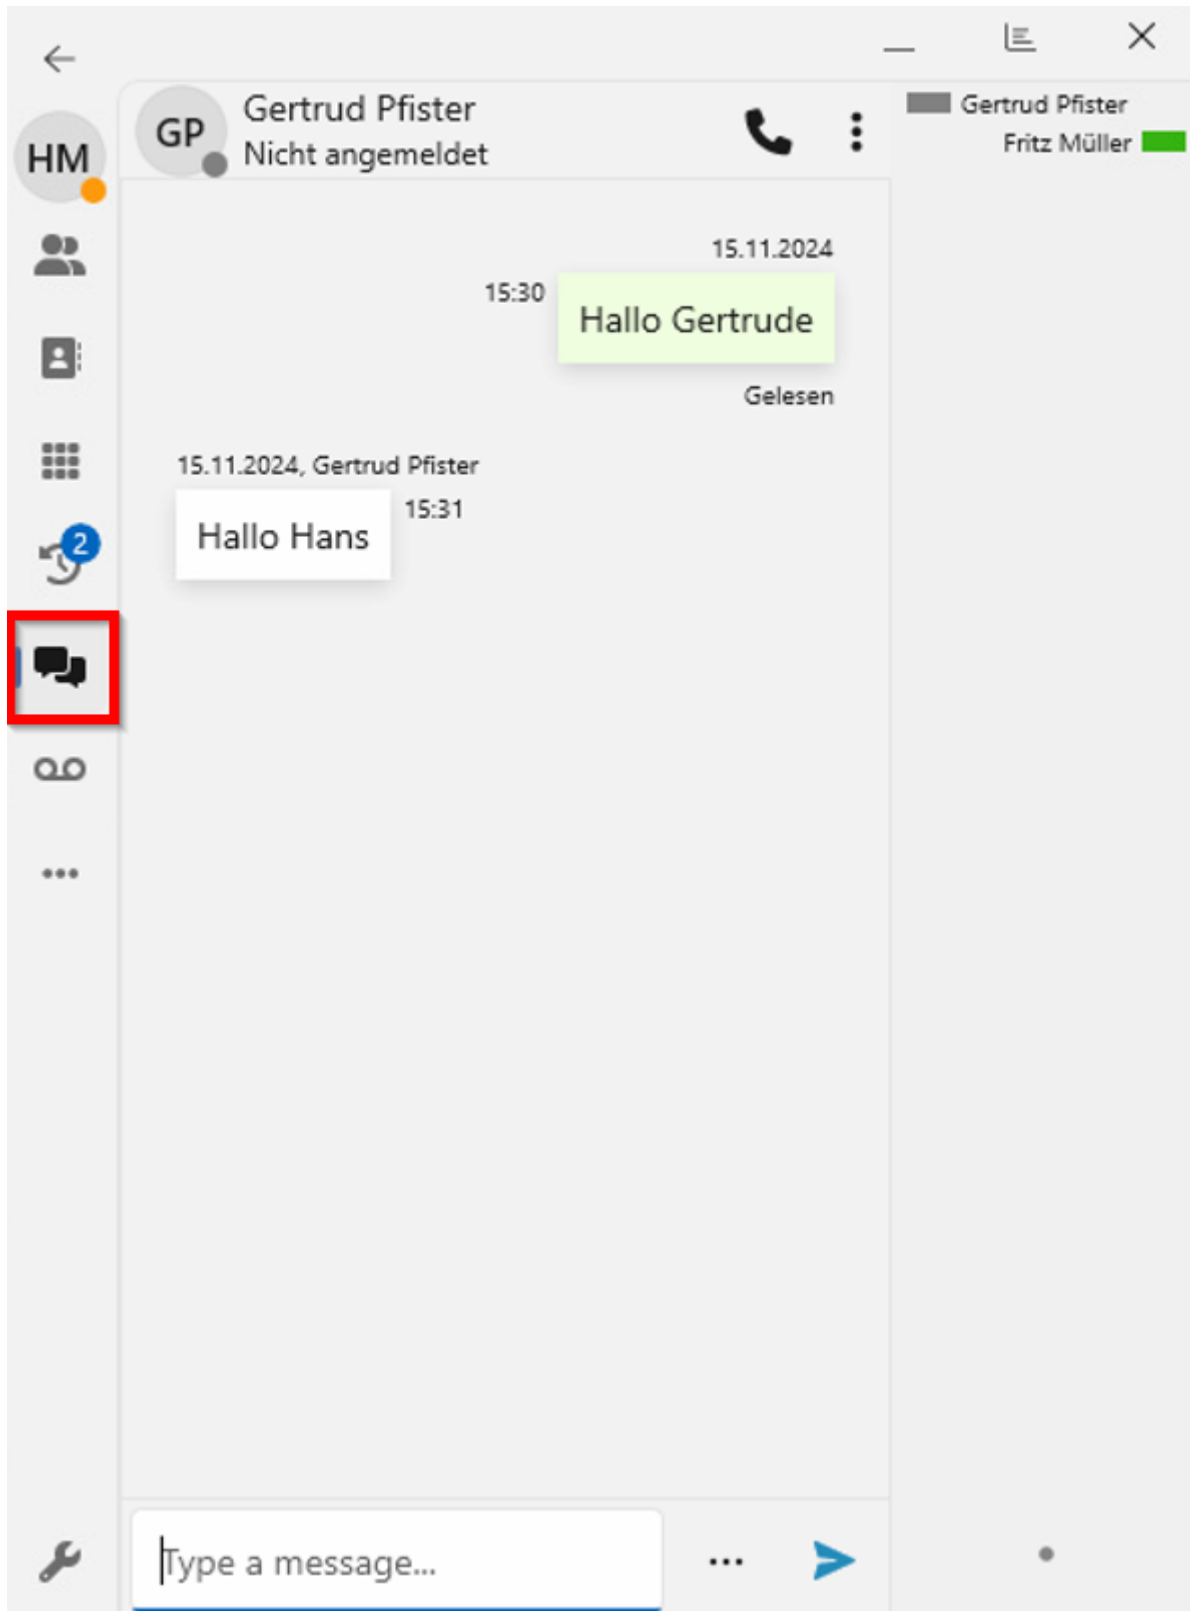 HM
GP
Gertrud Pfister
Nicht angemeldet
Gertrud Pfister
Fritz Müller
15.11.2024
15:30
Hallo Gertrude
Gelesen
15.11.2024, Gertrud Pfister
Hallo Hans
15:31
2
Type a message...